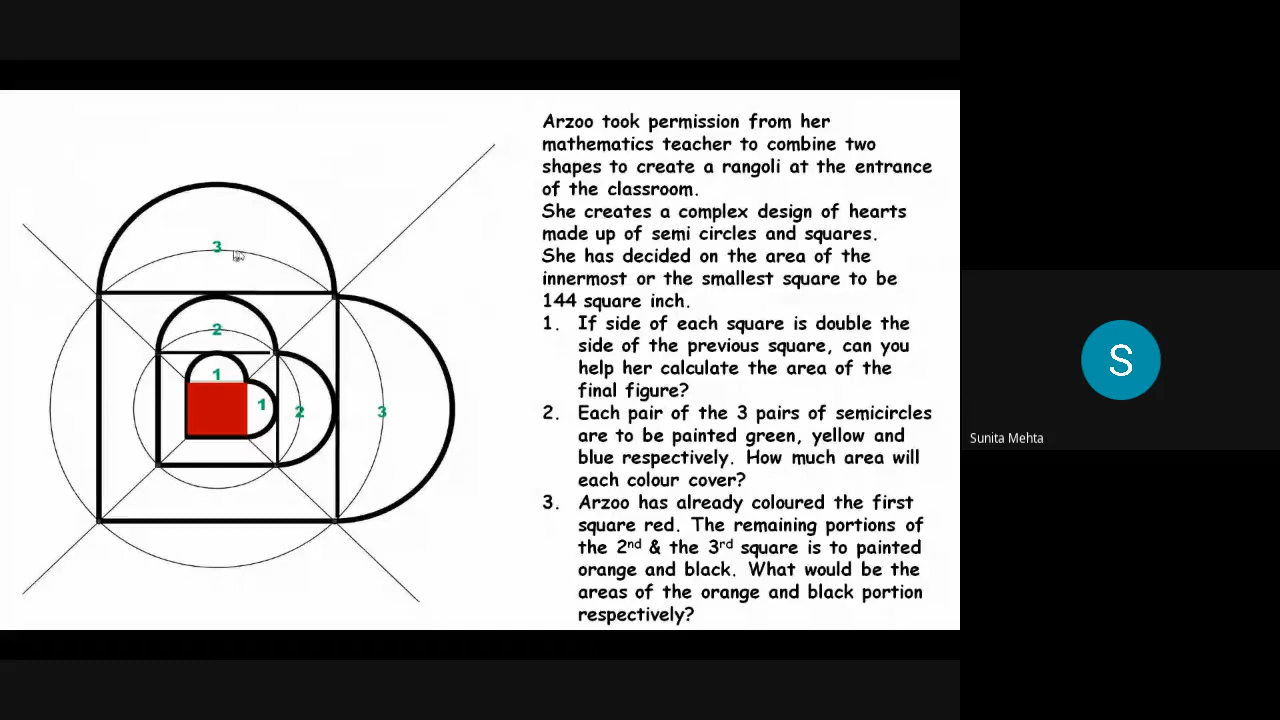 Arzoo took permission from her
mathematics teacher to combine two
shapes to create a rangoli at the entrance
of the classroom.
She creates a complex design of hearts
made up of semi circles and squares.
She has decided on the area of the
innermost or the smallest square to be
144 square inch.
1. If side of each square is double the
side of the previous square, can you
help her calculate the area of the
final figure?
2. Each pair of the 3 pairs of semicircles
are to be painted green, yellow and
blue respectively. How much area will
each colour cover?
3. Arzoo has already coloured the first
square red. The remaining portions of
the 2nd & the 3rd square is to painted
orange and black. What would be the
areas of the orange and black portion
respectively?
3
2
1
1 2 3
S
Sunita Mehta